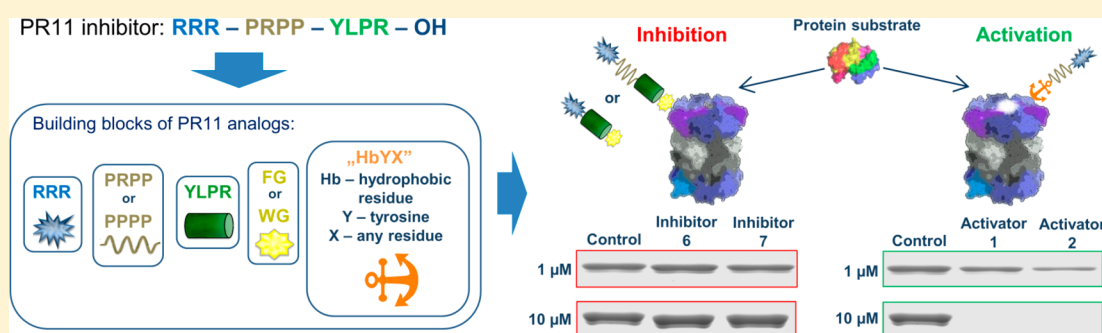 PR11 inhibitor: RRR – PRPP – YLPR – OH
Building blocks of PR11 analogs:
RRR
PRPP
or
PPPP
YLPR
FG
or
WG
„HbYX”
Hb – hydrophobic
residue
Y – tyrosine
X – any residue
Inhibition
Protein substrate
Activation
or
Control
Inhibitor
6
Inhibitor
7
1 µM
10 µM
Control
Activator
1
Activator
2
1 µM
10 µM